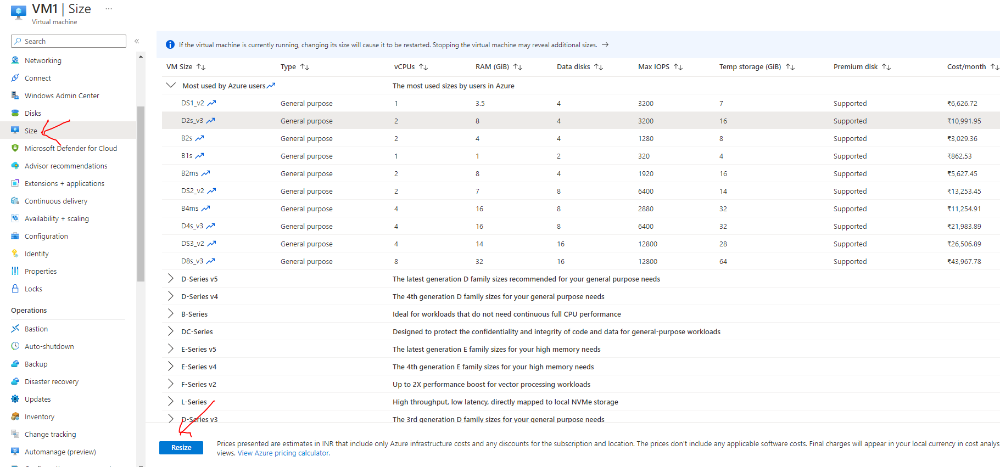 VM1 | Size ...
Virtual machine
Search
«
Networking
Connect
Windows Admin Center
Disks
Size
Microsoft Defender for Cloud
Advisor recommendations
Extensions + applications
Continuous delivery
Availability + scaling
Configuration
Identity
Properties
Locks
Operations
Bastion
Auto-shutdown
Backup
Disaster recovery
Updates
Inventory
Change tracking
Automanage (preview)
If the virtual machine is currently running, changing its size will cause it to be restarted. Stopping the virtual machine may reveal additional sizes. →
VM Size ↑↓ Type ↑↓ vCPUs ↑↓ RAM (GiB) ↑↓ Data disks ↑↓ Max IOPS ↑↓ Temp storage (GiB) ↑↓ Premium disk ↑↓ Cost/month ↑↓
Most used by Azure users The most used sizes by users in Azure
DS1_v2 General purpose 1 3.5 4 3200 7 Supported ₹6,626.72
D2s_v3 General purpose 2 8 4 3200 16 Supported ₹10,991.95
B2s General purpose 2 4 4 1280 8 Supported ₹3,029.36
B1s General purpose 1 1 2 320 4 Supported ₹862.53
B2ms General purpose 2 8 4 1920 16 Supported ₹5,627.45
DS2_v2 General purpose 2 7 8 6400 14 Supported ₹13,253.45
B4ms General purpose 4 16 8 2880 32 Supported ₹11,254.91
D4s_v3 General purpose 4 16 8 6400 32 Supported ₹21,983.89
DS3_v2 General purpose 4 14 16 12800 28 Supported ₹26,506.89
D8s_v3 General purpose 8 32 16 12800 64 Supported ₹43,967.78
D-Series v5 The latest generation D family sizes recommended for your general purpose needs
D-Series v4 The 4th generation D family sizes for your general purpose needs
B-Series Ideal for workloads that do not need continuous full CPU performance
DC-Series Designed to protect the confidentiality and integrity of code and data for general-purpose workloads
E-Series v5 The latest generation E family sizes for your high memory needs
E-Series v4 The 4th generation E family sizes for your high memory needs
F-Series v2 Up to 2X performance boost for vector processing workloads
L-Series High throughput, low latency, directly mapped to local NVMe storage
D-Series v3 The 3rd generation D family sizes for your general purpose needs
Resize
Prices presented are estimates in INR that include only Azure infrastructure costs and any discounts for the subscription and location. The prices don't include any applicable software costs. Final charges will appear in your local currency in cost analys
views. View Azure pricing calculator.